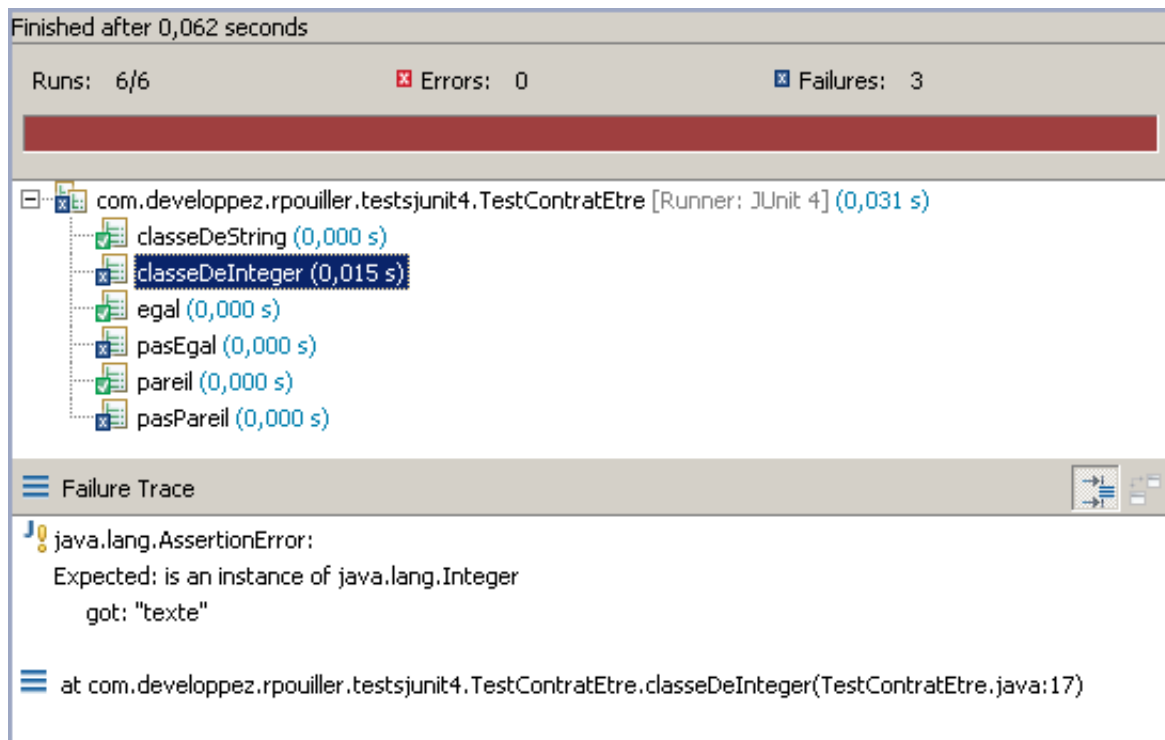 Finished after 0,062 seconds
Runs: 6/6 Errors: 0 Failures: 3
com.developpez.rpouiller.testsjunit4.TestContratEtre [Runner: JUnit 4] (0,031 s)
classeDeString (0,000 s)
classeDeInteger (0,015 s)
egal (0,000 s)
pasEgal (0,000 s)
pareil (0,000 s)
pasPareil (0,000 s)
Failure Trace
java.lang.AssertionError:
Expected: is an instance of java.lang.Integer
got: "texte"
at com.developpez.rpouiller.testsjunit4.TestContratEtre.classeDeInteger(TestContratEtre.java:17)